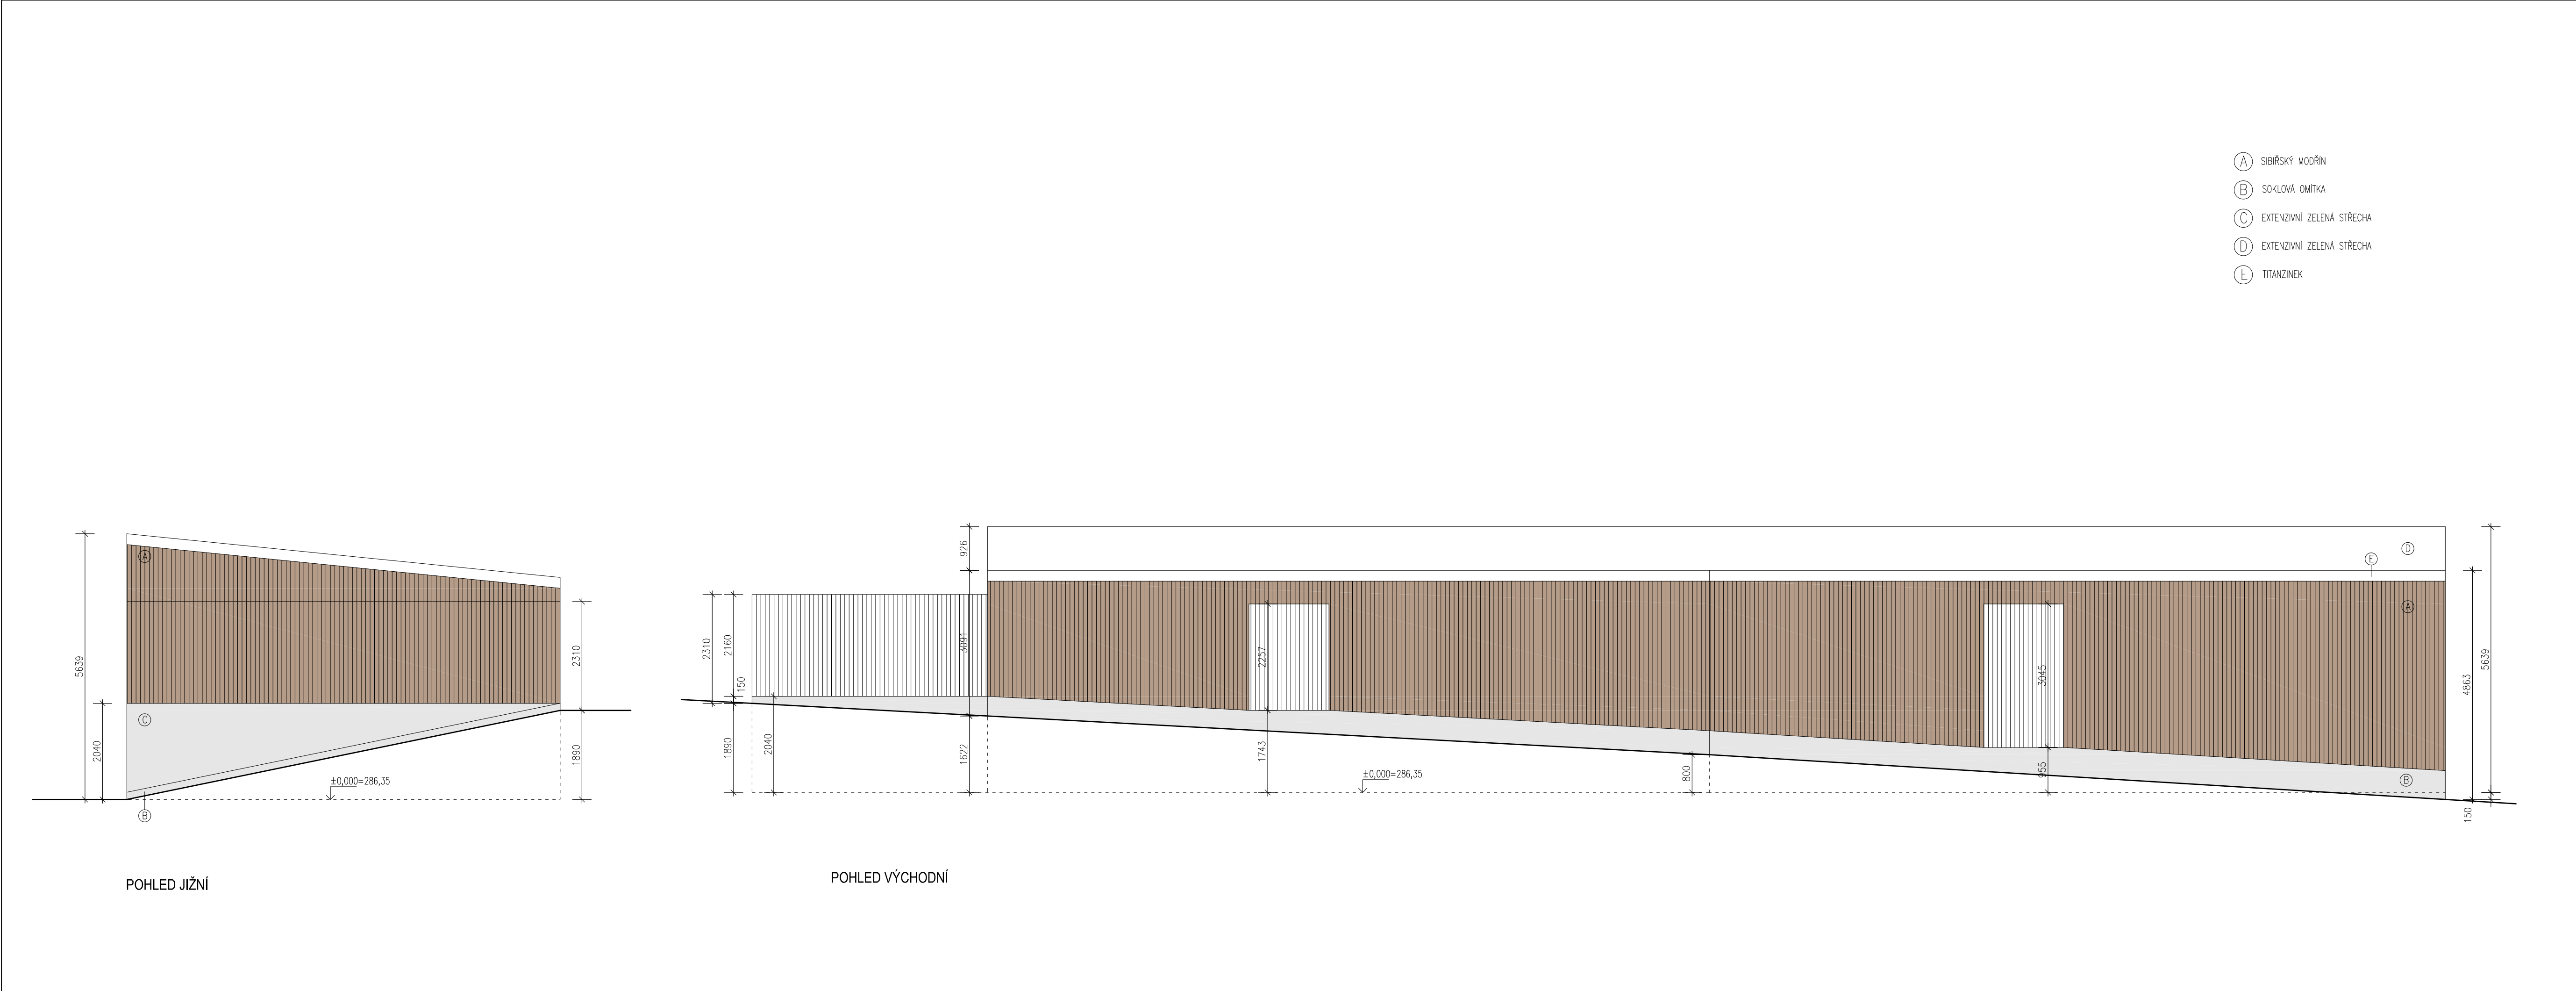 A SIBIŘSKÝ MODŘÍN
B SOKLOVÁ OMÍTKA
C EXTENZIVNÍ ZELENÁ STŘECHA
D EXTENZIVNÍ ZELENÁ STŘECHA
E TITANZINEK
5639
2040
A
C
B
±0,000=286,35
2310
1890
POHLED JIŽNÍ
2310
2160
150
1890
2040
926
3091
1622
2257
1743
±0,000=286,35
800
3045
955
E
D
A
B
4863
5639
150
POHLED VÝCHODNÍ